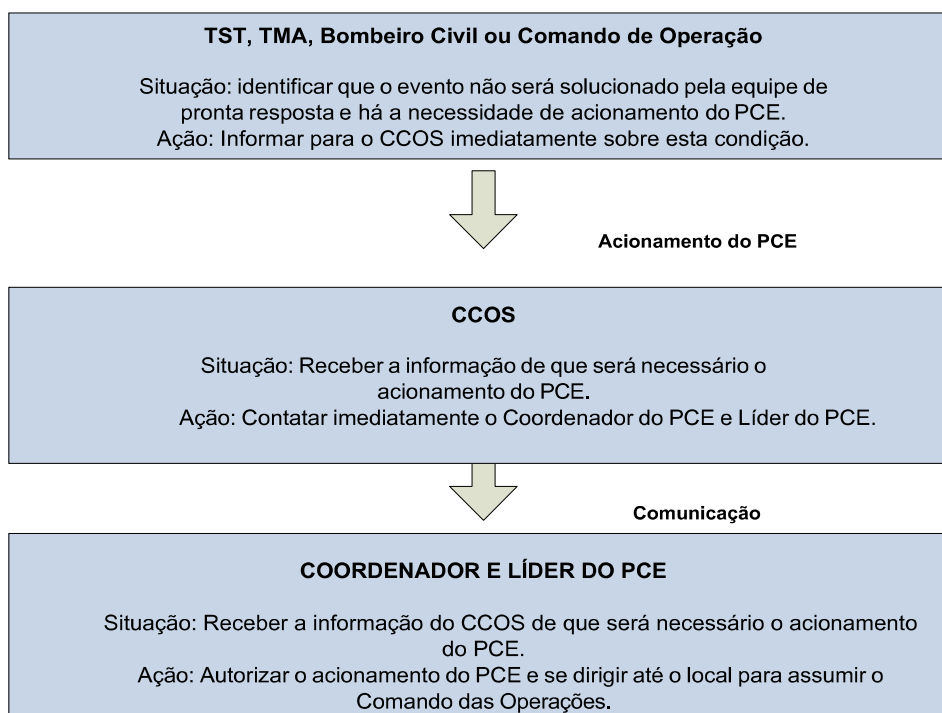 TST, TMA, Bombeiro Civil ou Comando de Operação
Situação: identificar que o evento não será solucionado pela equipe de
pronta resposta e há a necessidade de acionamento do PCE.
Ação: Informar para o CCOS imediatamente sobre esta condição.
Acionamento do PCE
CCOS
Situação: Receber a informação de que será necessário o
acionamento do PCE.
Ação: Contatar imediatamente o Coordenador do PCE e Líder do PCE.
Comunicação
COORDENADOR E LÍDER DO PCE
Situação: Receber a informação do CCOS de que será necessário o acionamento
do PCE.
Ação: Autorizar o acionamento do PCE e se dirigir até o local para assumir o
Comando das Operações.